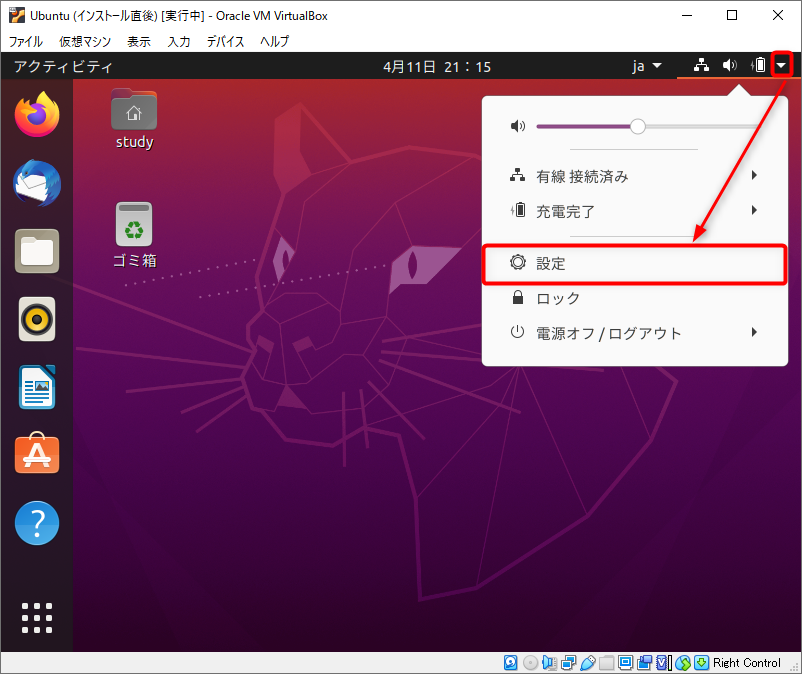 Ubuntu (インストール直後) [実行中] - Oracle VM VirtualBox
ファイル 仮想マシン 表示 入力 デバイス ヘルプ
アクティビティ 4月11日 21：15 ja
study
ゴミ箱
有線 接続済み
充電完了
設定
ロック
電源オフ / ログアウト
Right Control